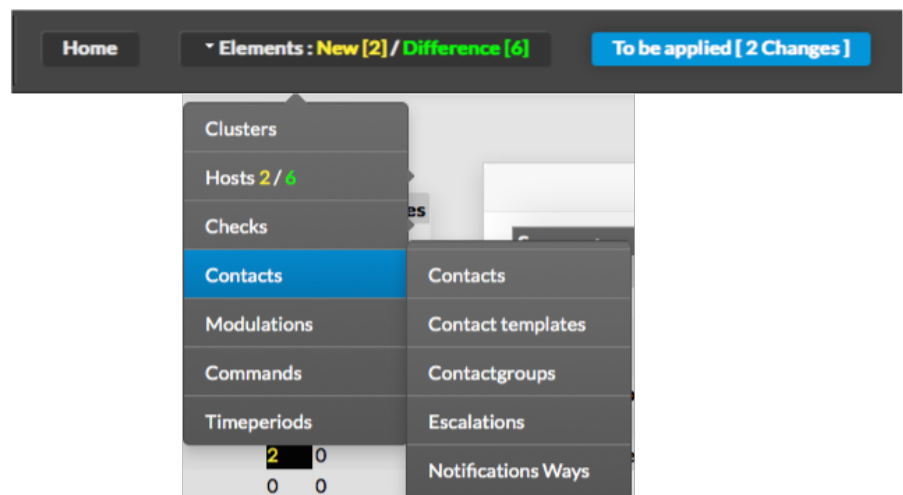 Home
Elements : New [2] / Difference [6]
To be applied [ 2 Changes ]
Clusters
Hosts 2 / 6
Checks
Contacts
Modulations
Commands
Timeperiods
es
Contacts
Contact templates
Contactgroups
Escalations
Notifications Ways
2 0
0 0